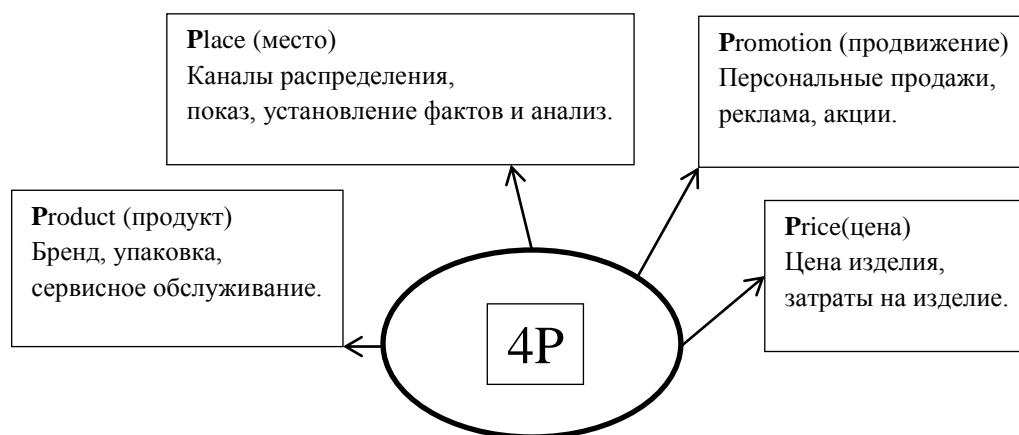 Place (место)
Каналы распределения,
показ, установление фактов и анализ.
Promotion (продвижение)
Персональные продажи,
реклама, акции.
Product (продукт)
Бренд, упаковка,
сервисное обслуживание.
Price(цена)
Цена изделия,
затраты на изделие.
4P